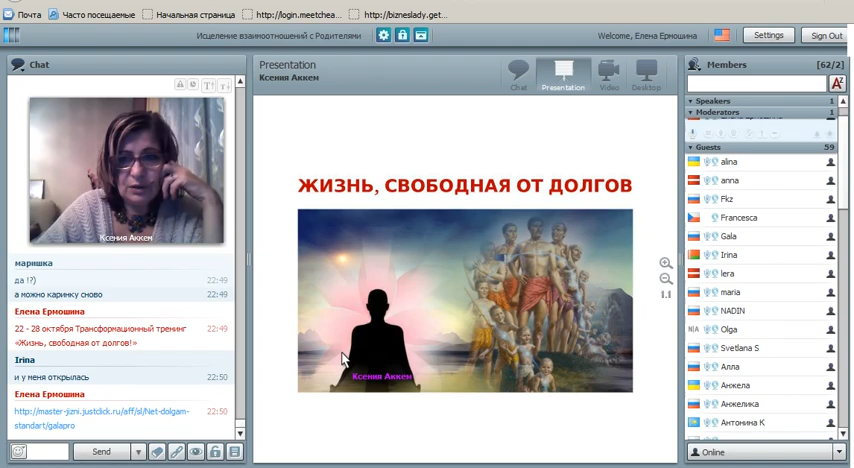 Почта
Часто посещаемые
Начальная страница
http://login.meetchea...
http://bizneslady.get...
Исцеление взаимоотношений с Родителями
Welcome, Елена Ермошина
Settings
Sign Out
Chat
Ксения Аккем
маришка
да !?)
22:49
а можно каринку сново
22:49
Елена Ермошина
22 - 28 октября Трансформационный тренинг
22:49
«Жизнь, свободная от долгов!»
Irina
и у меня открылась
22:50
Елена Ермошина
http://master-jizni.justclick.ru/aff/sl/Net-dolgam-
22:50
standart/galapro
Send
Presentation
Ксения Аккем
Chat
Presentation
Video
Desktop
ЖИЗНЬ, СВОБОДНАЯ ОТ ДОЛГОВ
Ксения Аккем
1.1
Members
[62/2]
Speakers
1
Moderators
1
Guests
59
alina
anna
Fkz
Francesca
Gala
Irina
lera
maria
NADIN
N/A
Olga
Svetlana S
Алла
Анжела
Анжелика
Антонина К
Online